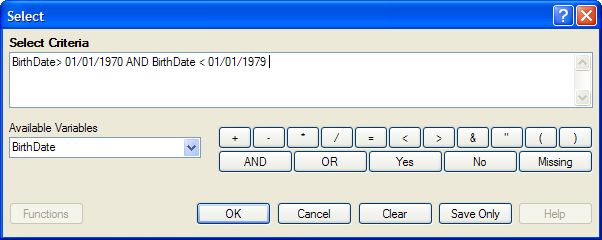 Select
Select Criteria
BirthDate> 01/01/1970 AND BirthDate < 01/01/1979
Available Variables
BirthDate
+ - * / = < > & " ( )
AND OR Yes No Missing
Functions OK Cancel Clear Save Only Help